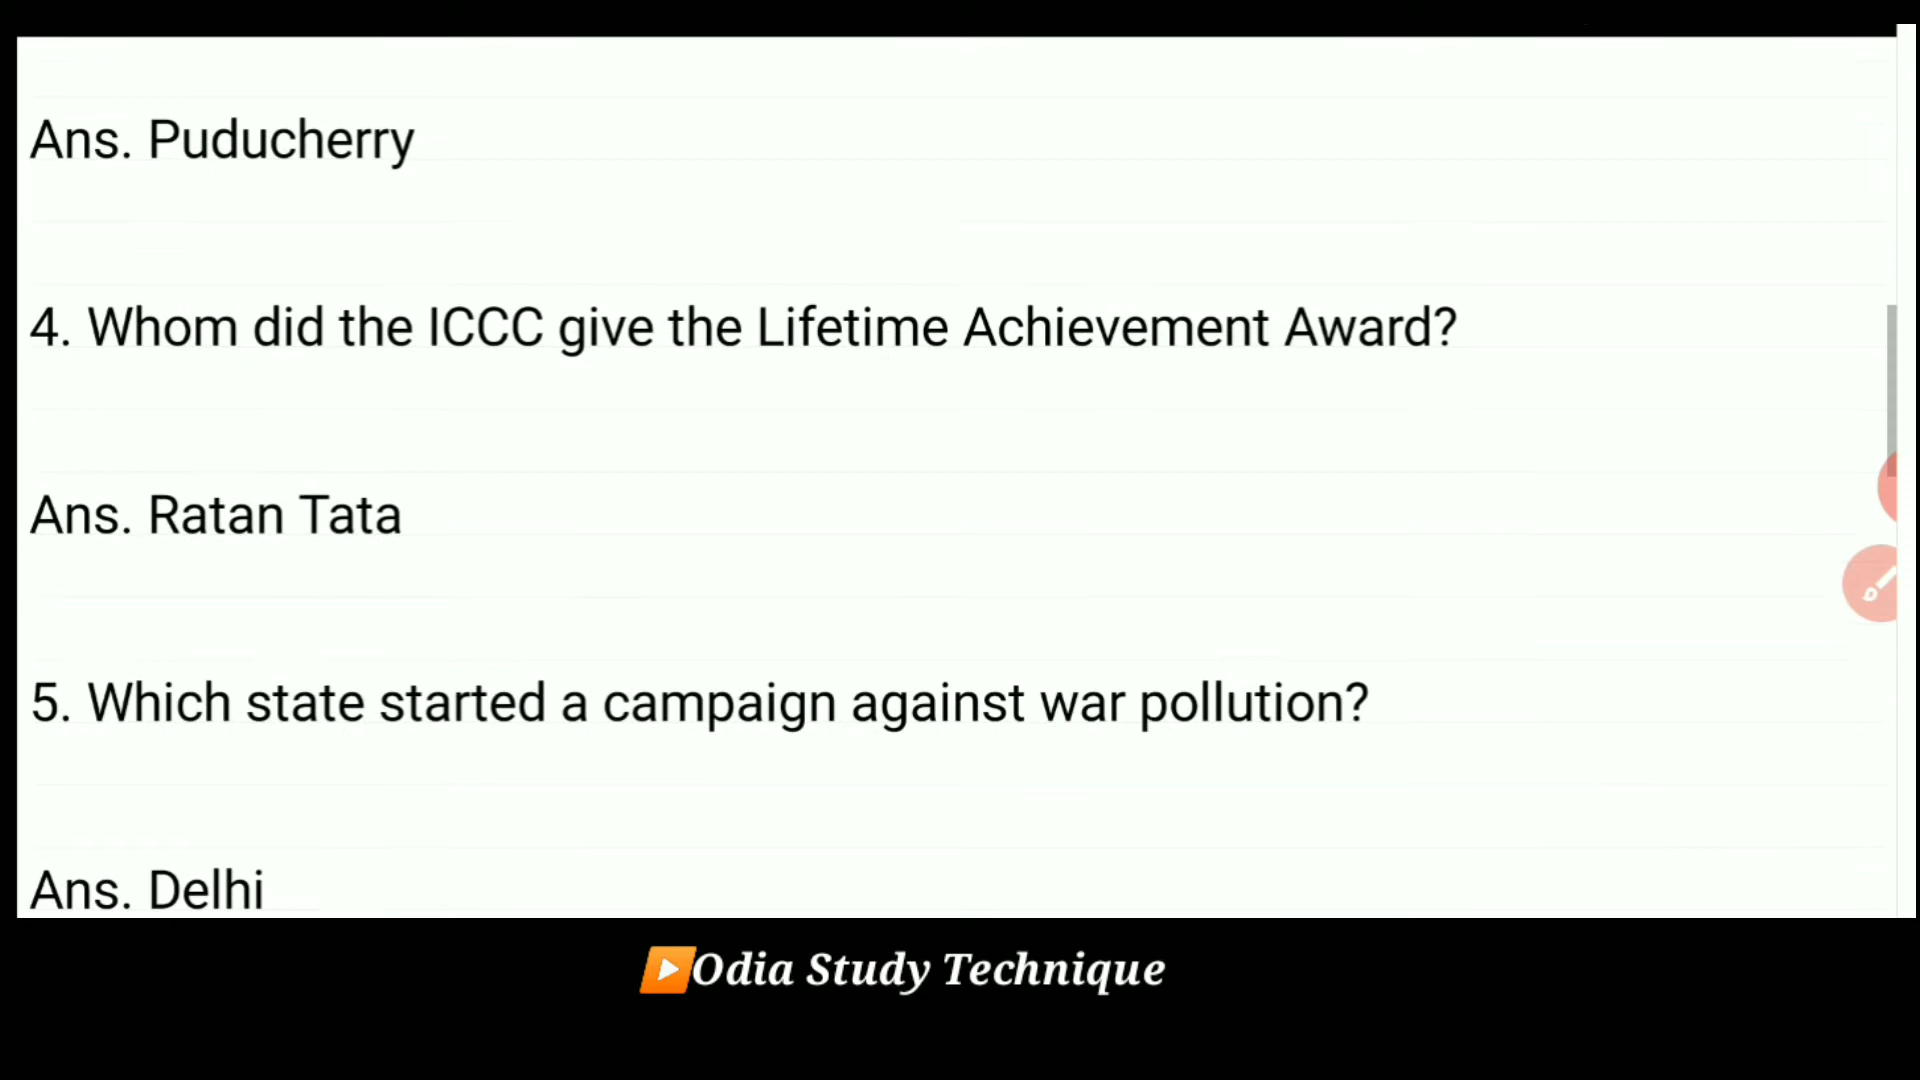 Ans. Puducherry
4. Whom did the ICCC give the Lifetime Achievement Award?
Ans. Ratan Tata
5. Which state started a campaign against war pollution?
Ans. Delhi
Odia Study Technique